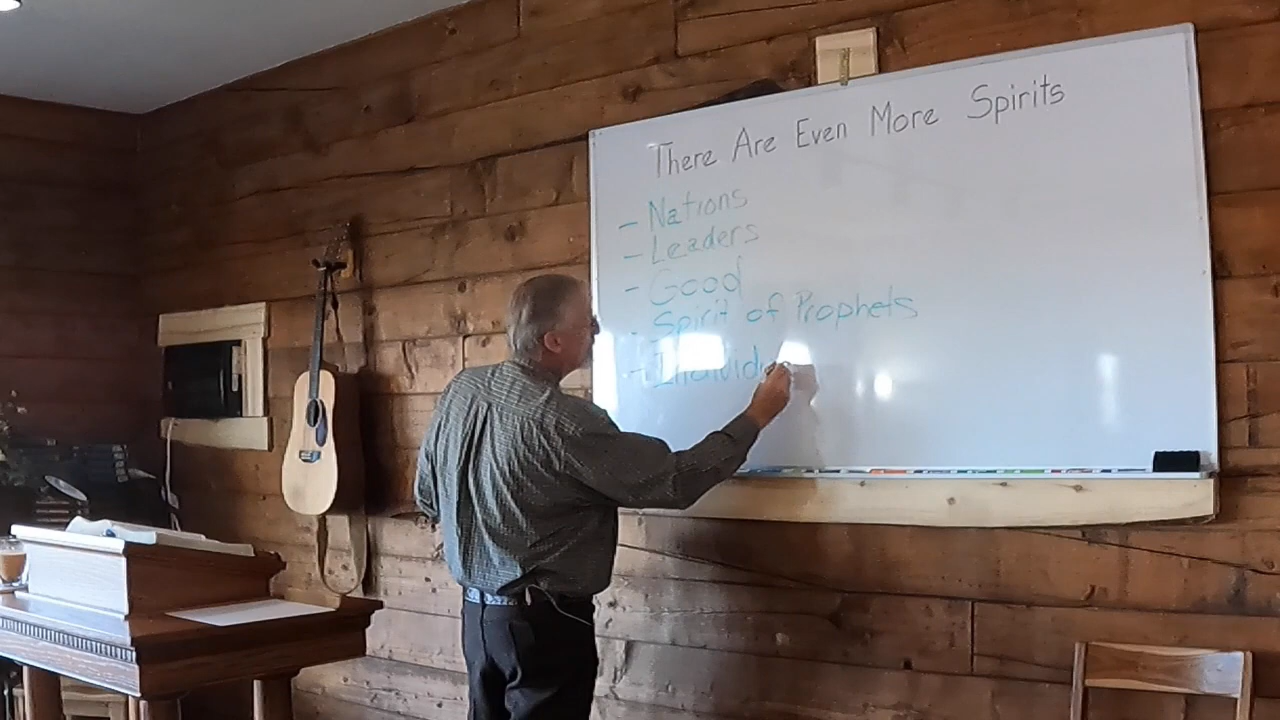 There Are Even More Spirits
- Nations
- Leaders
- Good
- Spirit of Prophets
- Individu